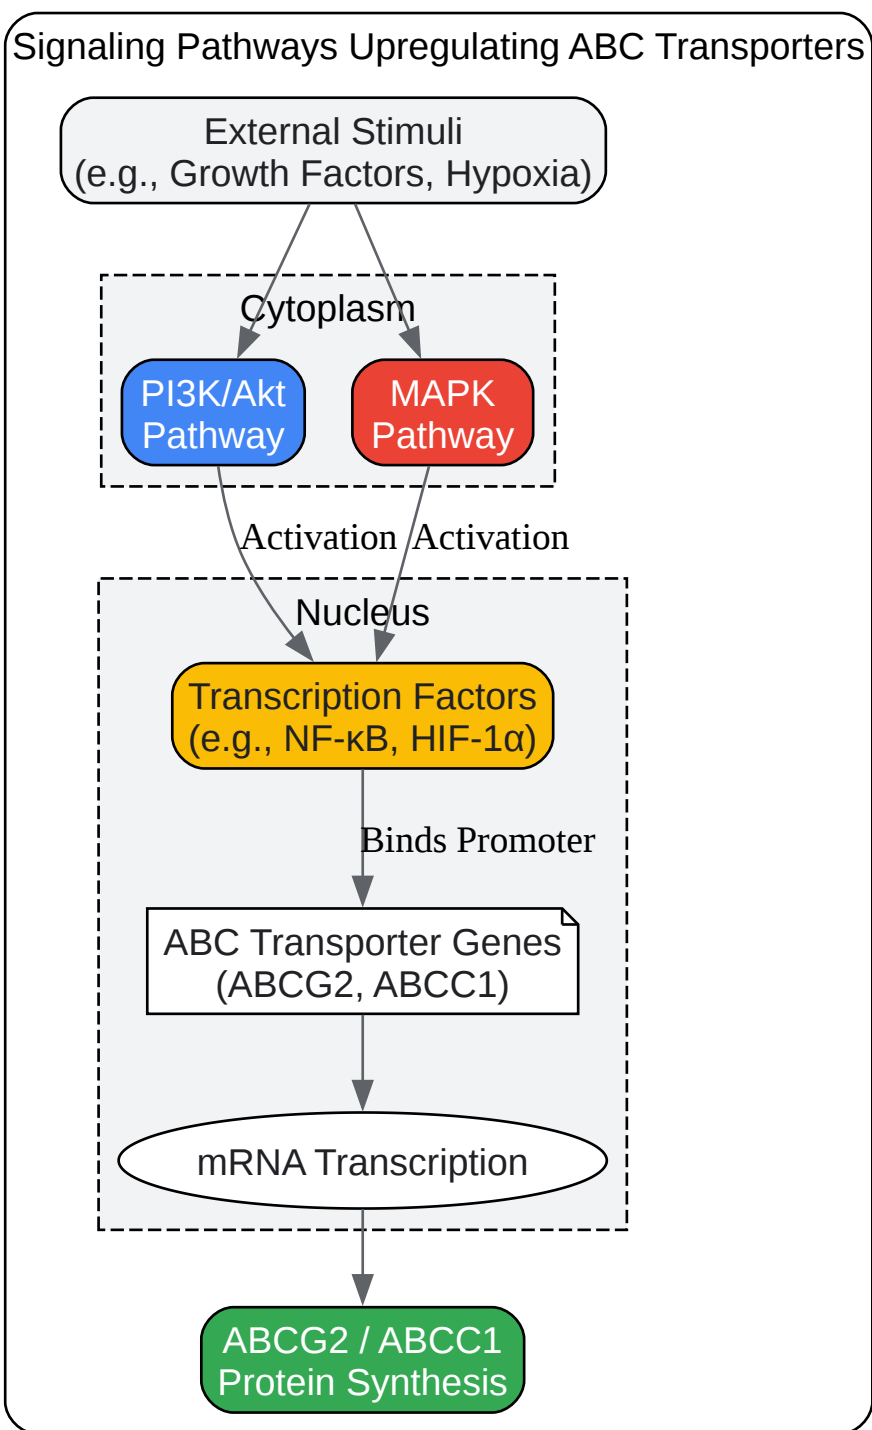 Signaling Pathways Upregulating ABC Transporters
External Stimuli
(e.g., Growth Factors, Hypoxia)
Cytoplasm
PI3K/Akt
Pathway
MAPK
Pathway
Activation
Activation
Nucleus
Transcription Factors
(e.g., NF-κB, HIF-1α)
Binds Promoter
ABC Transporter Genes
(ABCG2, ABCC1)
mRNA Transcription
ABCG2 / ABCC1
Protein Synthesis